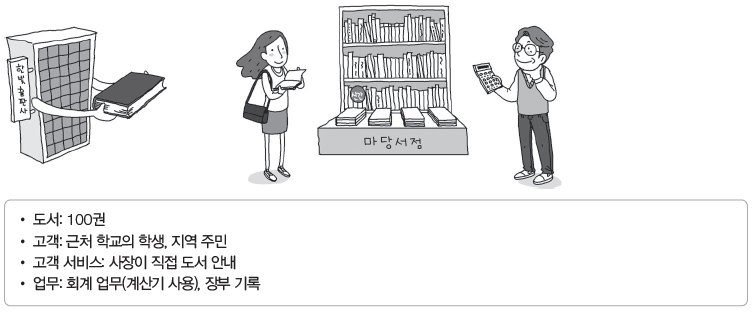 한빛출판사
마당서점
• 도서: 100권
• 고객: 근처 학교의 학생, 지역 주민
• 고객 서비스: 사장이 직접 도서 안내
• 업무: 회계 업무(계산기 사용), 장부 기록